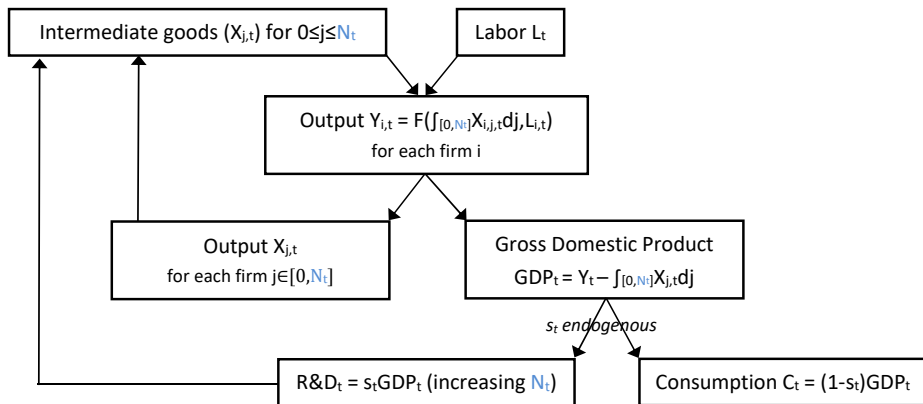 Intermediate goods (Xj,t) for 0≤j≤Nt
Labor Lt
Output Yi,t = F(∫[0,Nt]Xi,j,tdj,Li,t)
for each firm i
Output Xj,t
for each firm j∈[0,Nt]
Gross Domestic Product
GDPt = Yt – ∫[0,Nt]Xj,tdj
st endogenous
R&Dt = stGDPt (increasing Nt)
Consumption Ct = (1-st)GDPt